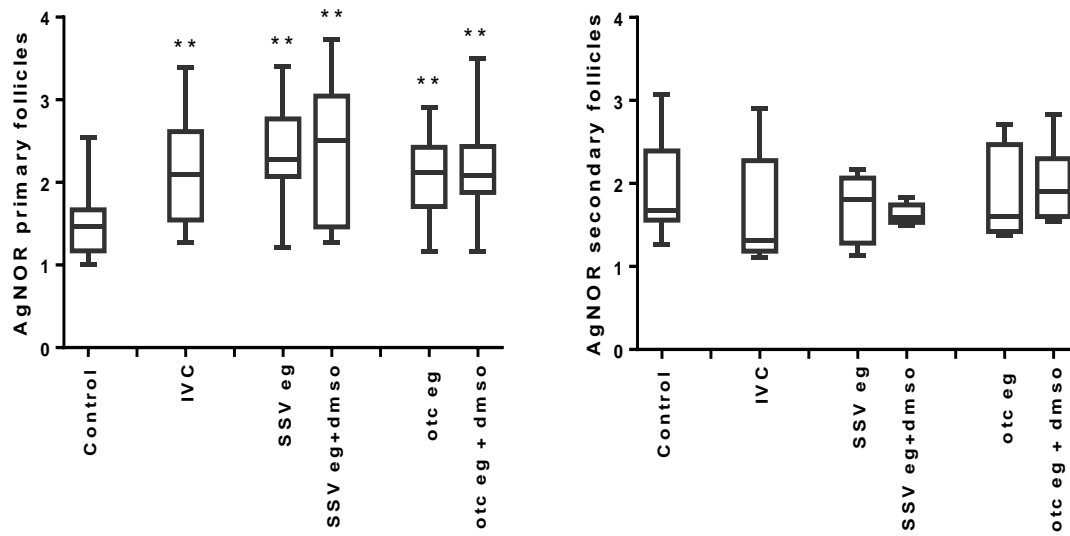 AgNOR primary follicles
4
3
2
1
0
**
**
**
**
**
Control
IVC
SSV eg
SSV eg+dmso
otc eg
otc eg + dmso
AgNOR secondary follicles
4
3
2
1
0
Control
IVC
SSV eg
SSV eg+dmso
otc eg
otc eg + dmso